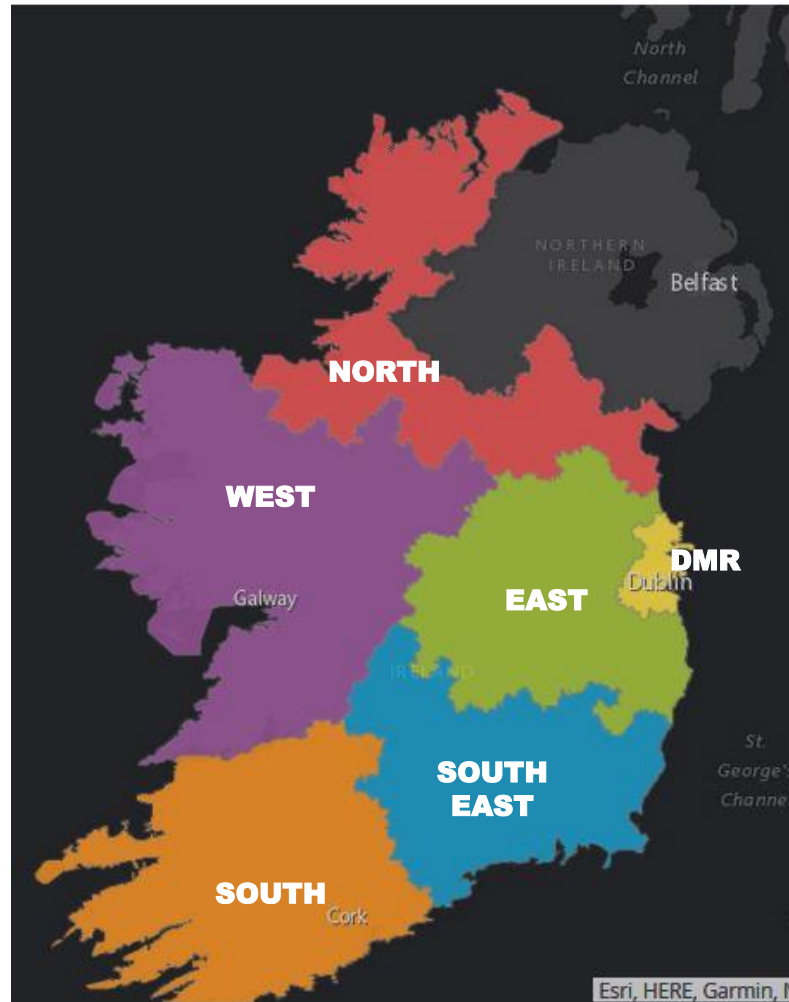 North
Channel
NORTHERN
IRELAND
Belfast
NORTH
WEST
DMR
Dublin
Galway
EAST
IRELAND
St.
George's
Channel
SOUTH
EAST
SOUTH
Cork
Esri, HERE, Garmin,